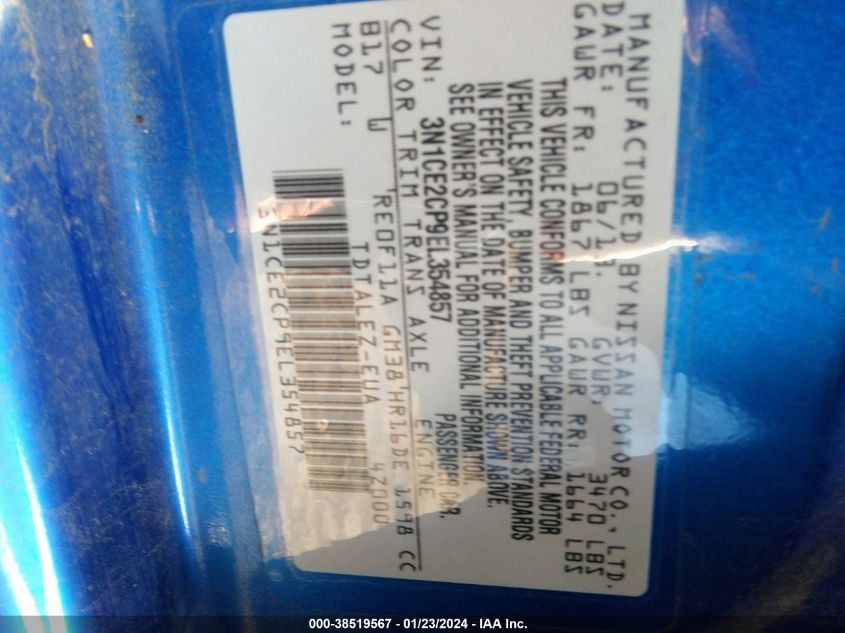 MANUFACTURED BY NISSAN MOTOR CO., LTD.
DATE: 06/13. GVWR: 3470 LBS
GAWR FR: 1867 LBS GAWR RR: 1664 LBS
THIS VEHICLE CONFORMS TO ALL APPLICABLE FEDERAL MOTOR
VEHICLE SAFETY, BUMPER AND THEFT PREVENTION STANDARDS
IN EFFECT ON THE DATE OF MANUFACTURE SHOWN ABOVE.
SEE OWNER'S MANUAL FOR ADDITIONAL INFORMATION.
VIN: 3N1CE2CP9EL354857 PASSENGER CAR.
COLOR TRIM TRANS AXLE ENGINE
B17 W RE0F11A GM38 HR16DE 1598 CC
MODEL: TDTALEZ-EUA 4Z000
3N1CE2CP9EL354857
000-38519567 - 01/23/2024 - IAA Inc.